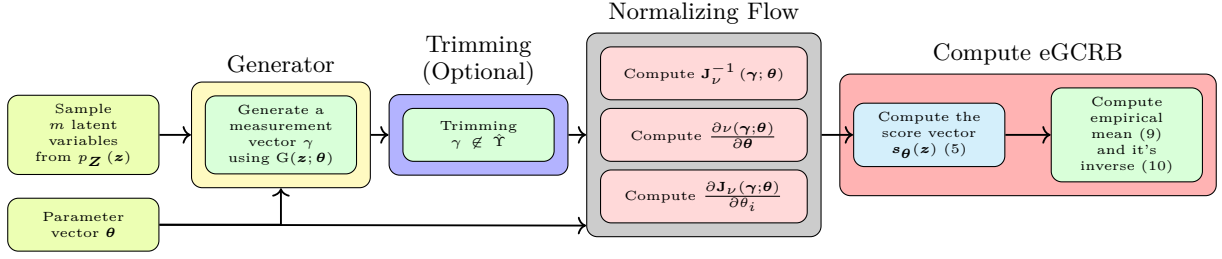 Sample
m latent
variables
from p_Z (z)
Parameter
vector θ
Generator
Generate a
measurement
vector γ
using G(z; θ)
Trimming
(Optional)
Trimming
γ ∉ Υ̂
Normalizing Flow
Compute J_ν^{-1} (γ; θ)
Compute ∂ν(γ;θ)/∂θ
Compute ∂J_ν(γ;θ)/∂θ_i
Compute eGCRB
Compute the
score vector
s_θ(z) (5)
Compute
empirical
mean (9)
and it's
inverse (10)